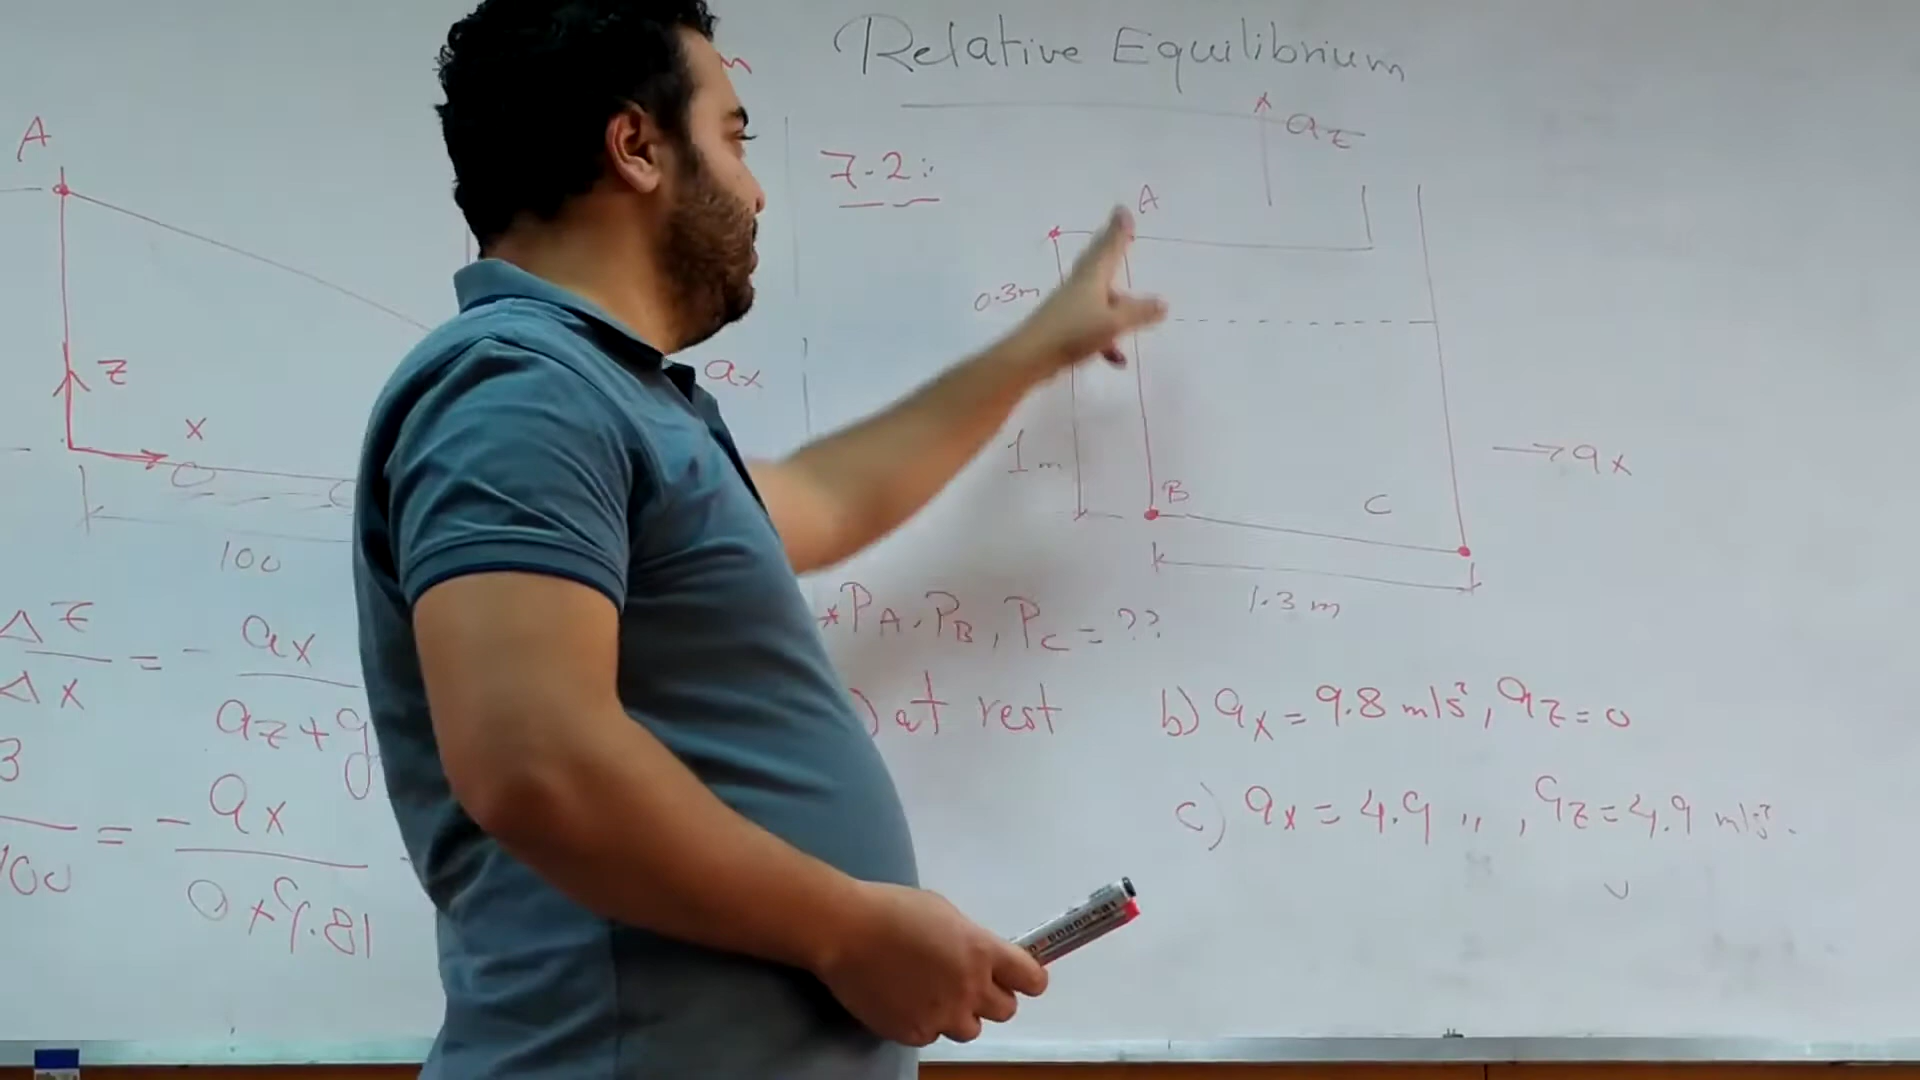 Relative Equilibrium
A
Z
X
100
ΔZ / ΔX = - ax / az + g
3 / 100 = - ax / 0 + 9.81
ax
7-2:
az
A
0.3m
1m
B
C
1.3 m
ax
* PA, PB, PC = ??
) at rest
b) ax = 9.8 m/s², az = 0
c) ax = 4.9 〃, az = 4.9 m/s².